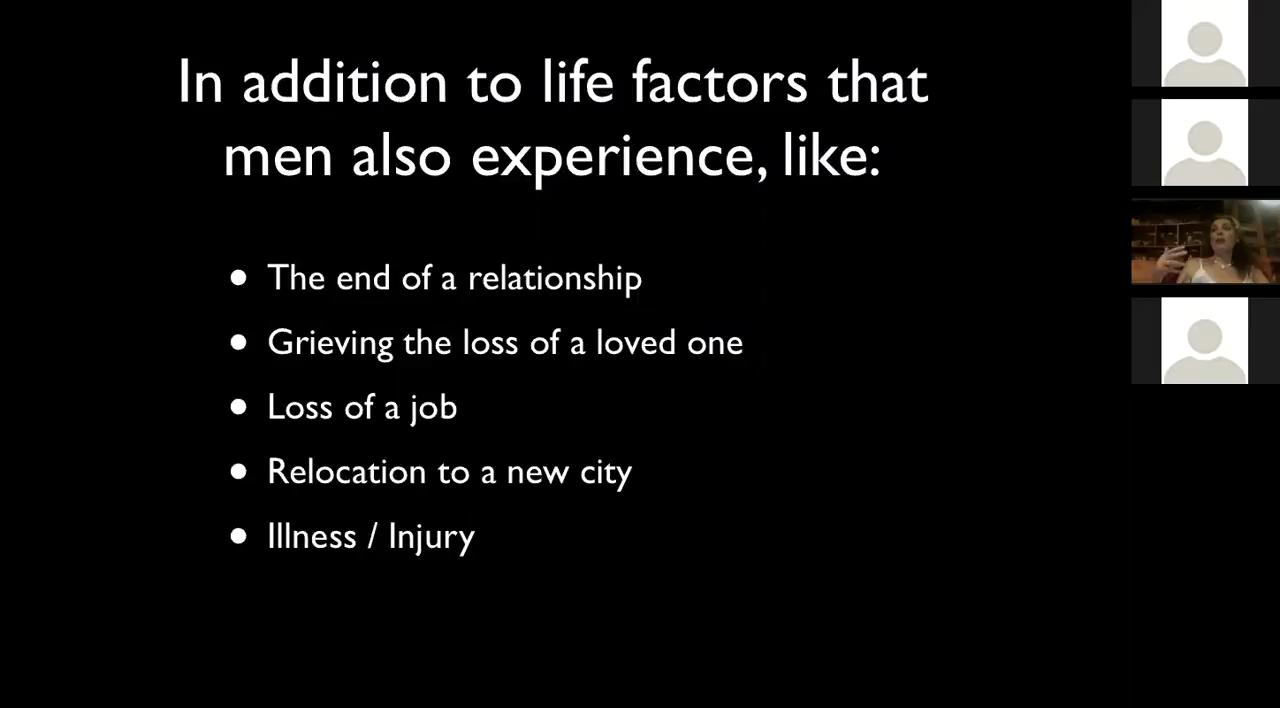 In addition to life factors that
men also experience, like:
• The end of a relationship
• Grieving the loss of a loved one
• Loss of a job
• Relocation to a new city
• Illness / Injury